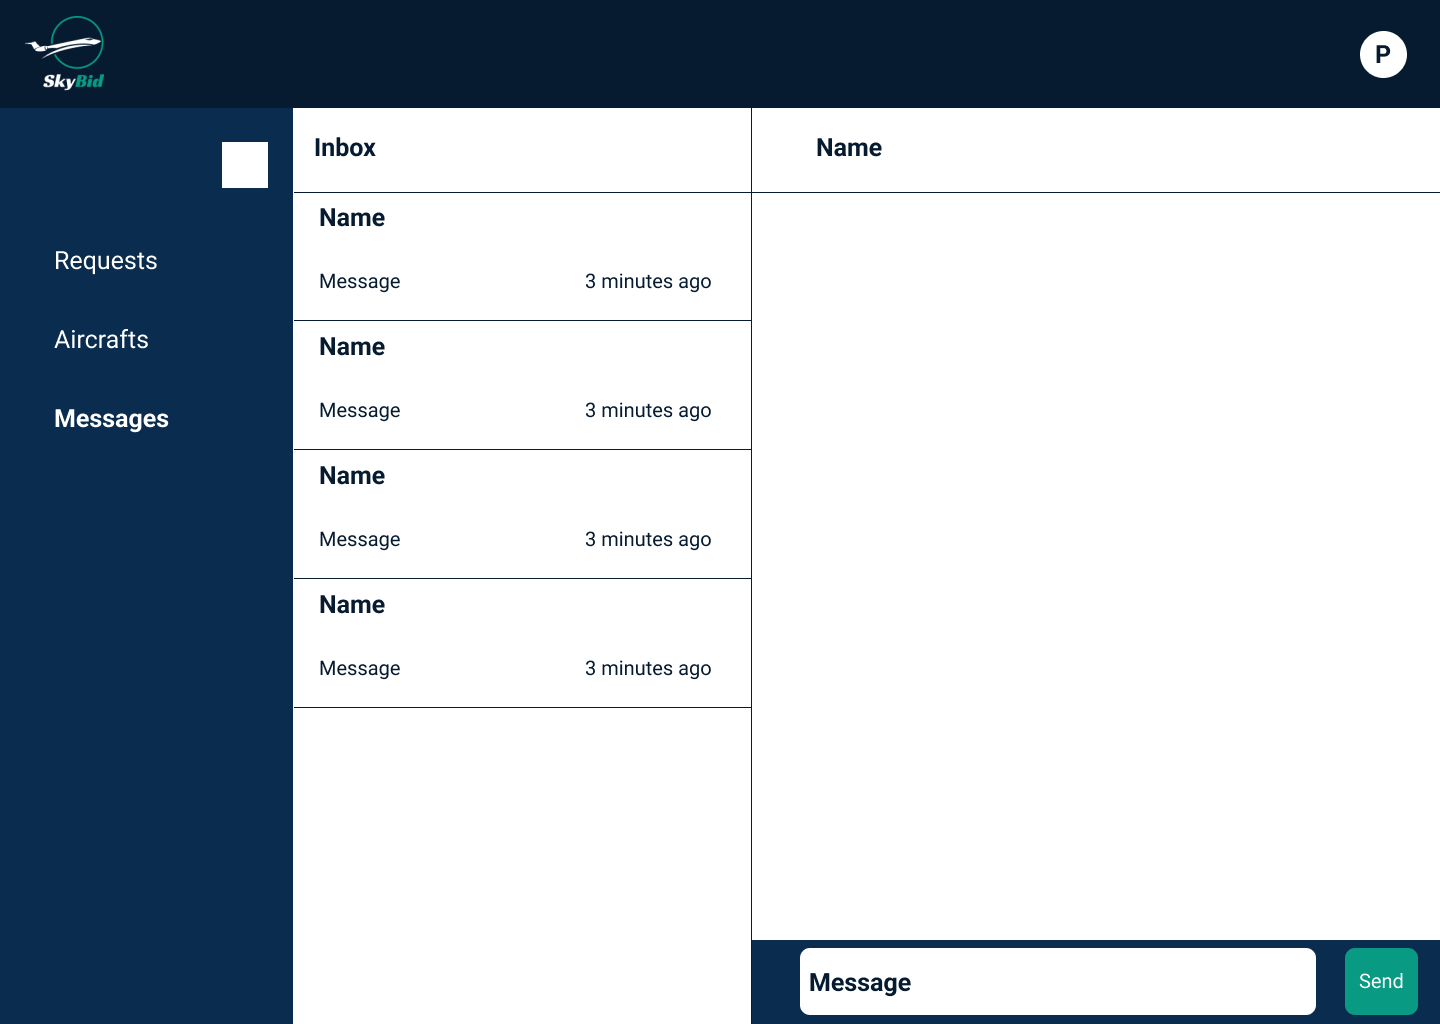 SkyBid
P
Requests
Aircrafts
Messages
Inbox
Name
Message 3 minutes ago
Name
Message 3 minutes ago
Name
Message 3 minutes ago
Name
Message 3 minutes ago
Name
Message
Send